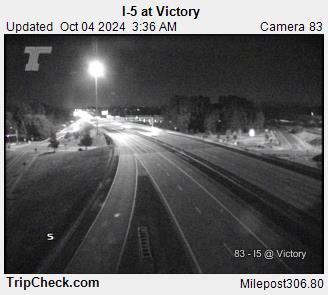 I-5 at Victory
Updated Oct 04 2024 3:36 AM Camera 83
T
S
83 - I5 @ Victory
TripCheck.com Milepost306.80